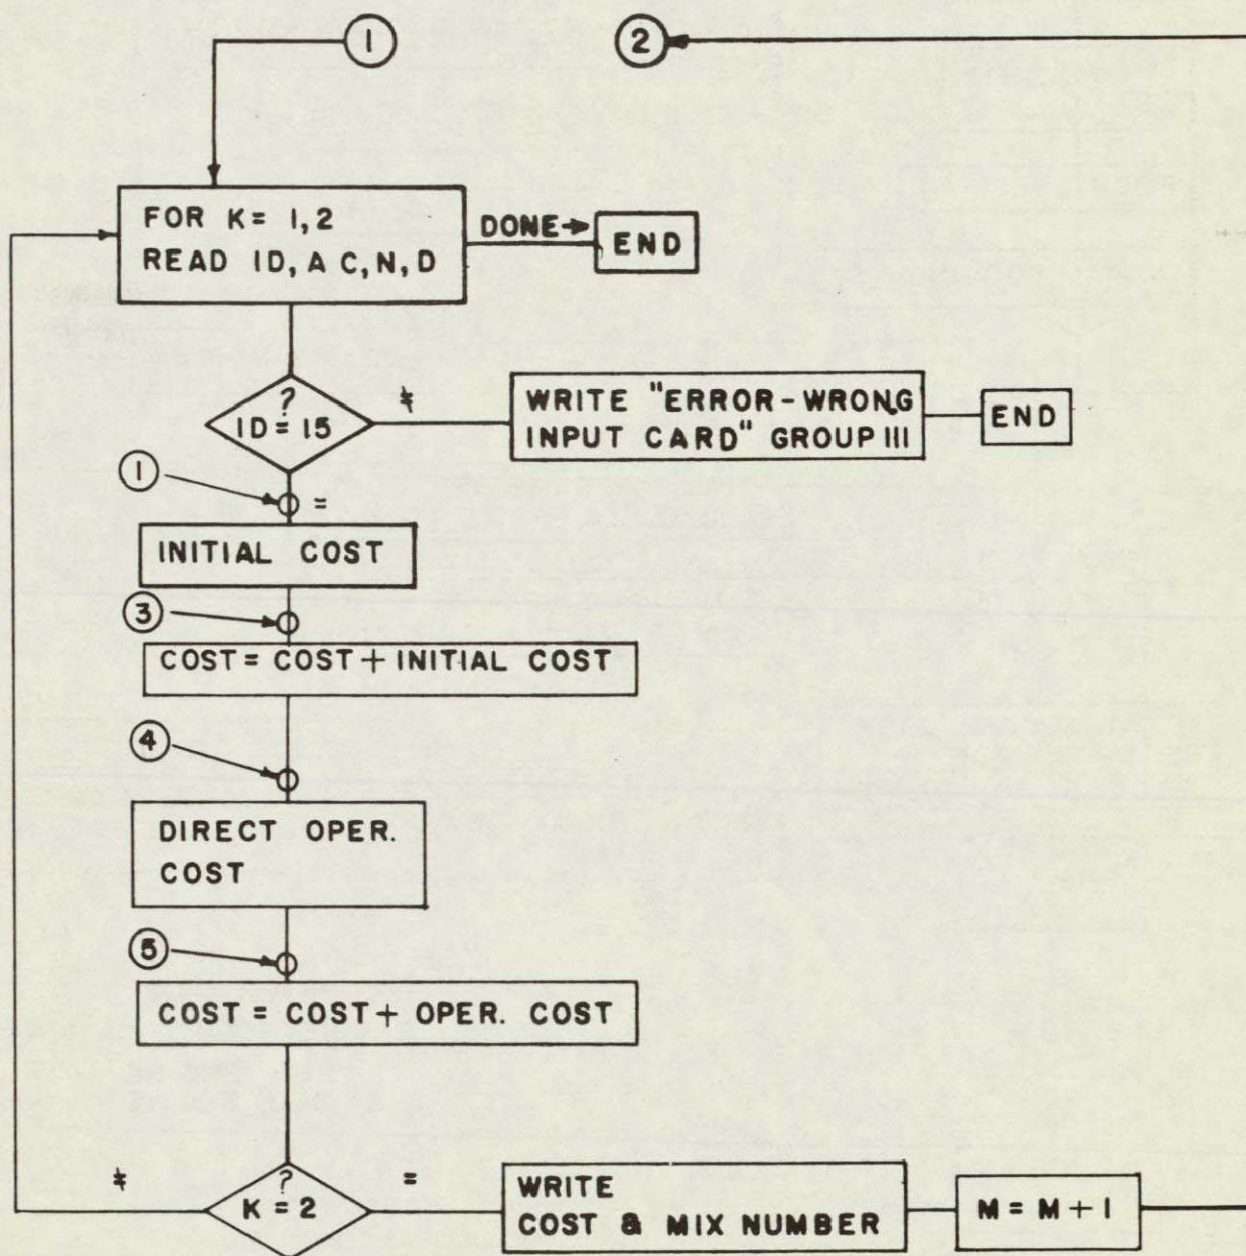 1
2
FOR K = 1,2
READ ID, A C, N, D
DONE→
END
?
ID = 15
≠
WRITE "ERROR-WRONG
INPUT CARD" GROUP III
END
1
=
INITIAL COST
3
COST = COST + INITIAL COST
4
DIRECT OPER.
COST
5
COST = COST + OPER. COST
≠
?
K = 2
=
WRITE
COST & MIX NUMBER
M = M + 1